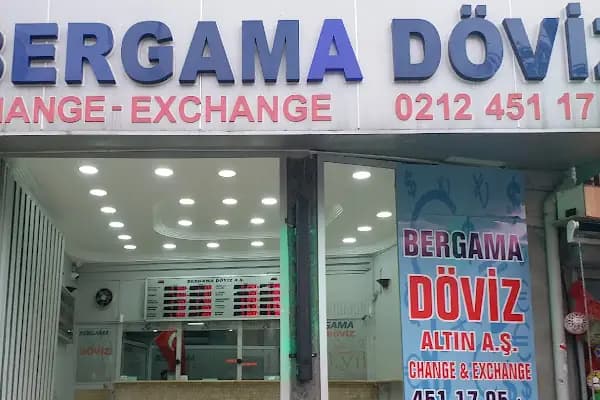 BERGAMA DÖVİZ
HANGE - EXCHANGE 0212 451 17
BERGAMA DÖVİZ A.Ş.
BERGAMA
DÖVİZ
BERGAMA
DÖVİZ
ALTIN A.Ş.
CHANGE & EXCHANGE
451 17 05